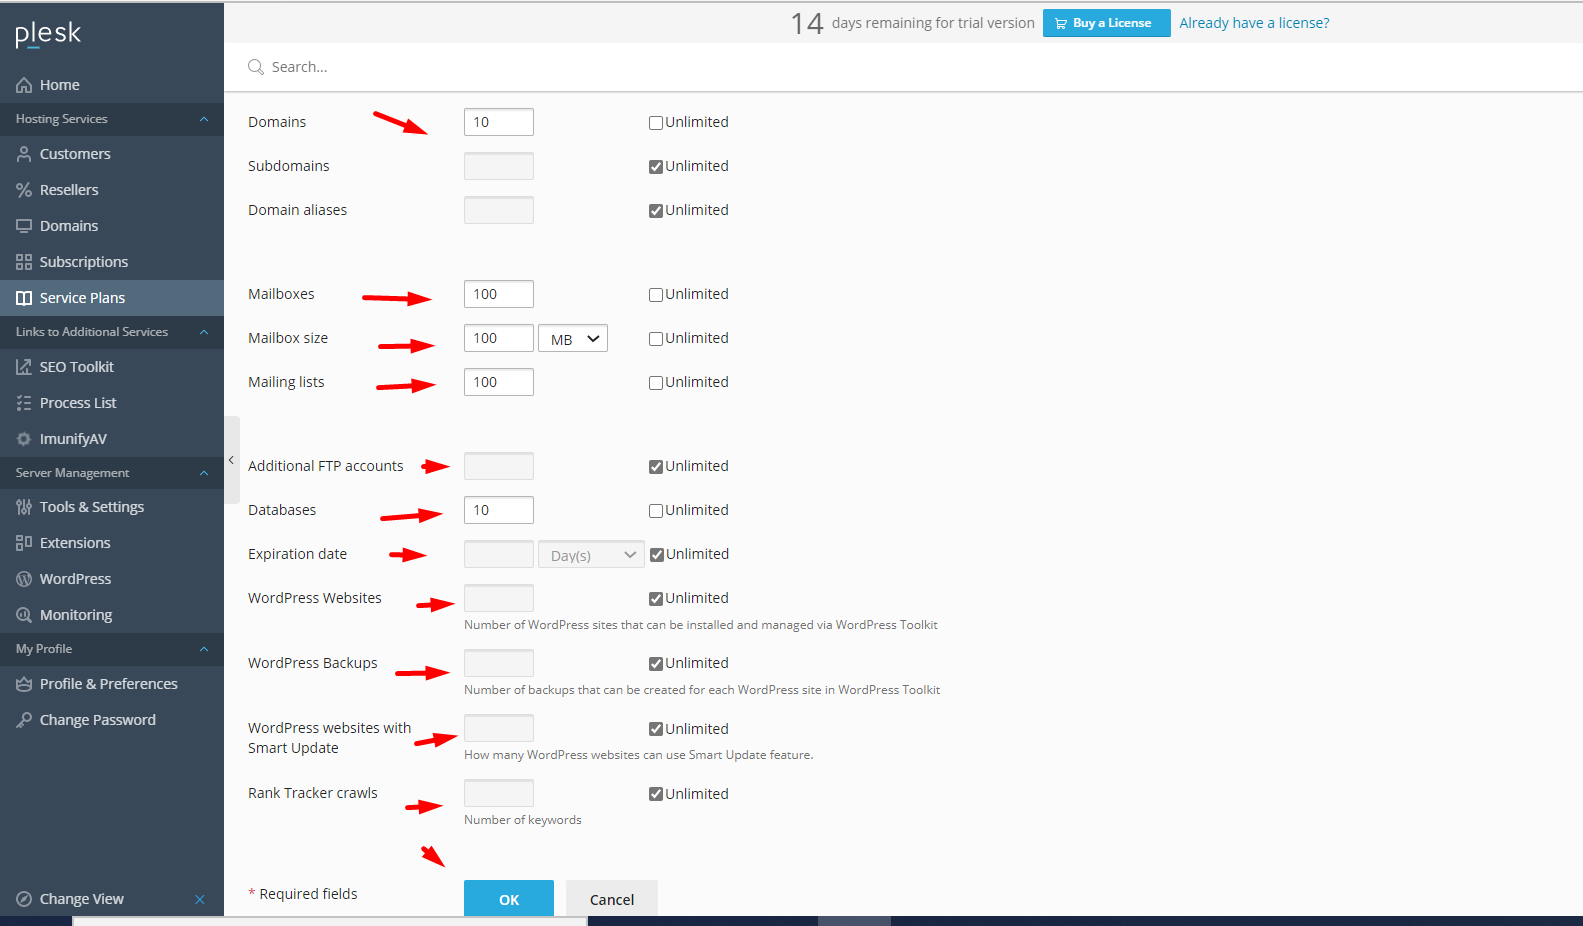 plesk
14 days remaining for trial version Buy a License Already have a license?
Search...
Home
Hosting Services
Customers
Resellers
Domains
Subscriptions
Service Plans
Links to Additional Services
SEO Toolkit
Process List
ImunifyAV
Server Management
Tools & Settings
Extensions
WordPress
Monitoring
My Profile
Profile & Preferences
Change Password
Change View
Domains 10 Unlimited
Subdomains Unlimited
Domain aliases Unlimited
Mailboxes 100 Unlimited
Mailbox size 100 MB Unlimited
Mailing lists 100 Unlimited
Additional FTP accounts Unlimited
Databases 10 Unlimited
Expiration date Day(s) Unlimited
WordPress Websites Unlimited
Number of WordPress sites that can be installed and managed via WordPress Toolkit
WordPress Backups Unlimited
Number of backups that can be created for each WordPress site in WordPress Toolkit
WordPress websites with Unlimited
Smart Update
How many WordPress websites can use Smart Update feature.
Rank Tracker crawls Unlimited
Number of keywords
* Required fields OK Cancel